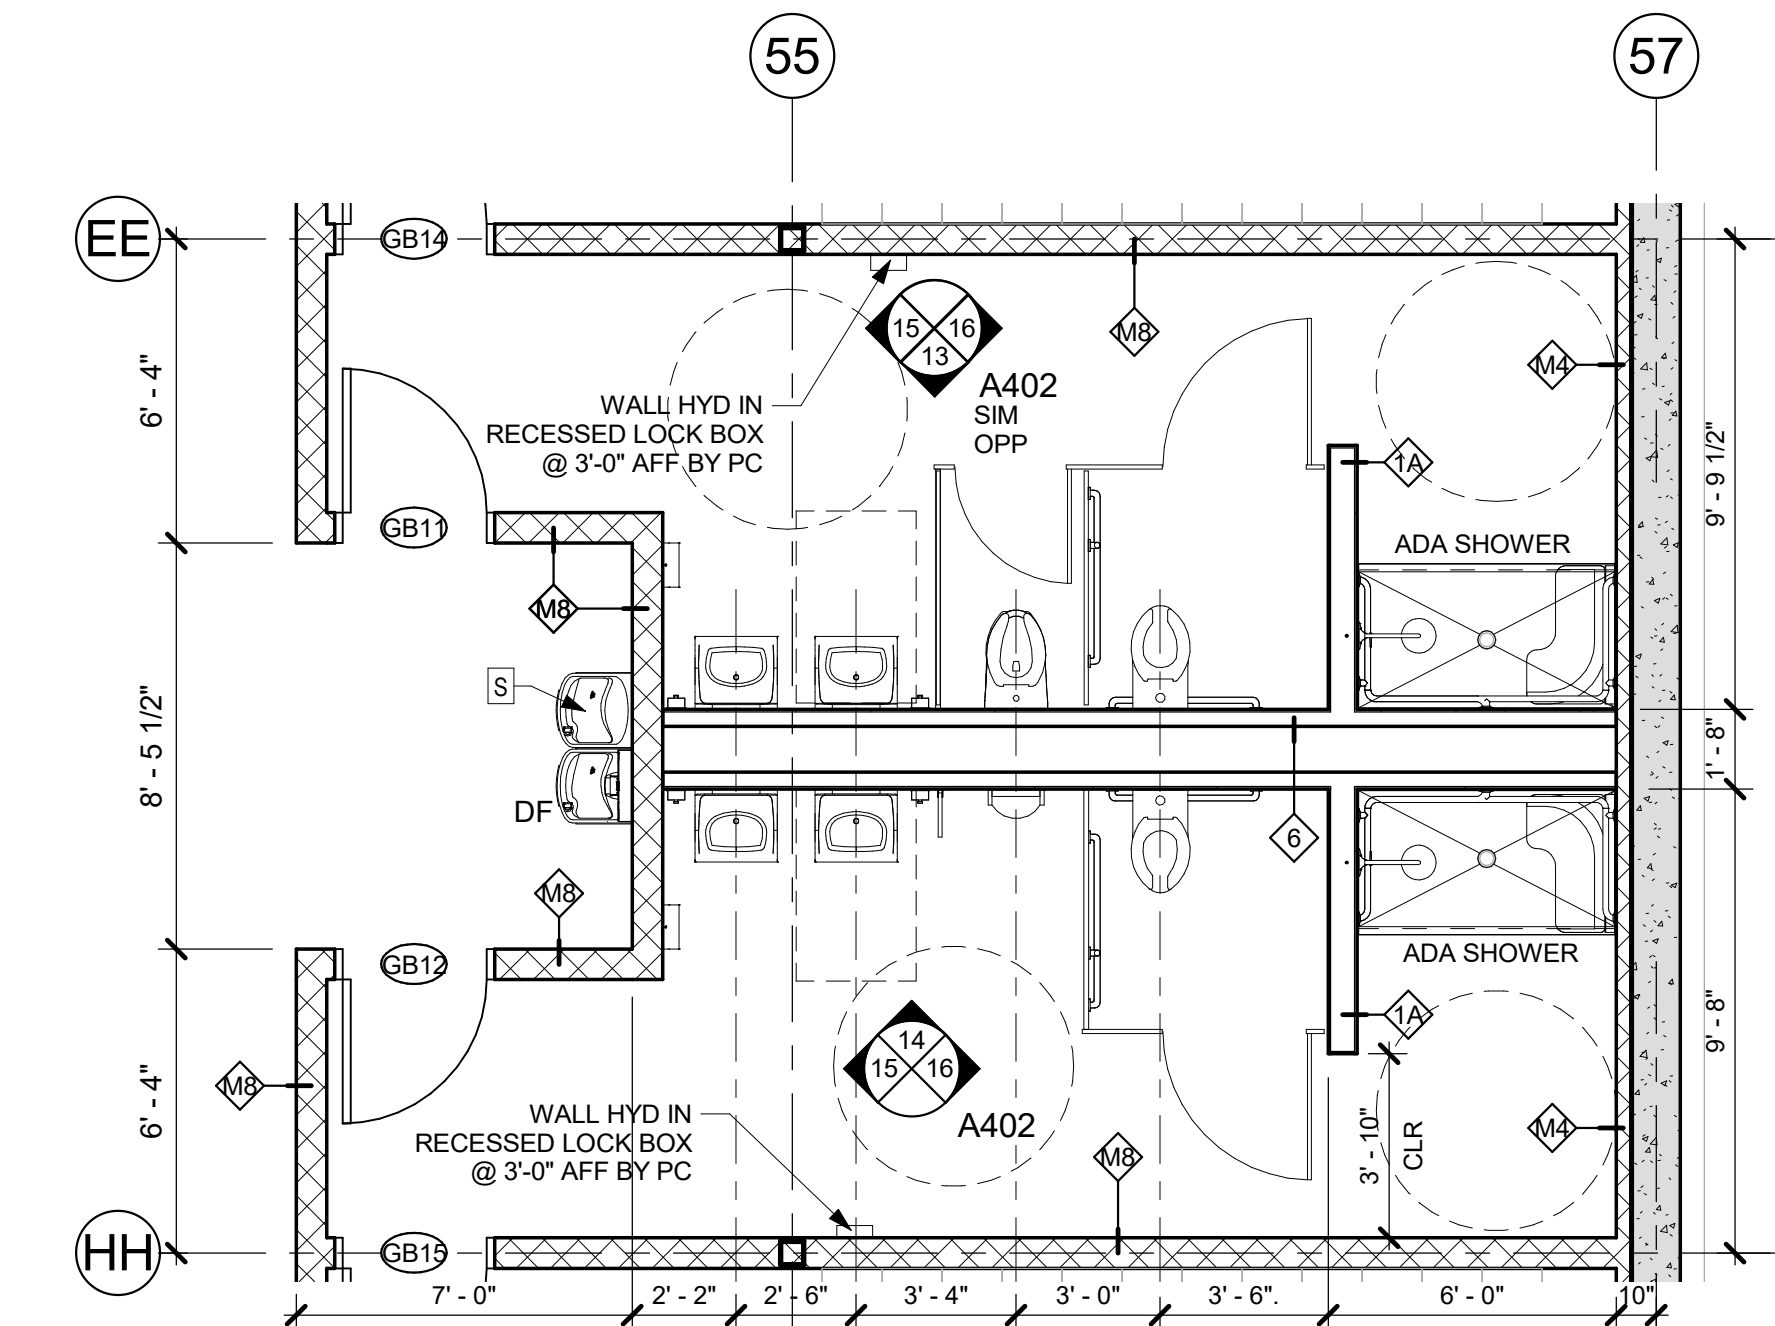 55
57
EE
GB14
15
16
13
A402
SIM
OPP
M8
M4
6' - 4"
WALL HYD IN
RECESSED LOCK BOX
@ 3'-0" AFF BY PC
1A
9' - 9 1/2"
GB11
ADA SHOWER
M8
S
8' - 5 1/2"
1' - 8"
DF
6
M8
GB12
ADA SHOWER
1A
9' - 8"
14
15
16
A402
M8
6' - 4"
WALL HYD IN
RECESSED LOCK BOX
@ 3'-0" AFF BY PC
M8
3' - 10"
CLR
M4
HH
GB15
7' - 0"
2' - 2"
2' - 6"
3' - 4"
3' - 0"
3' - 6".
6' - 0"
10"